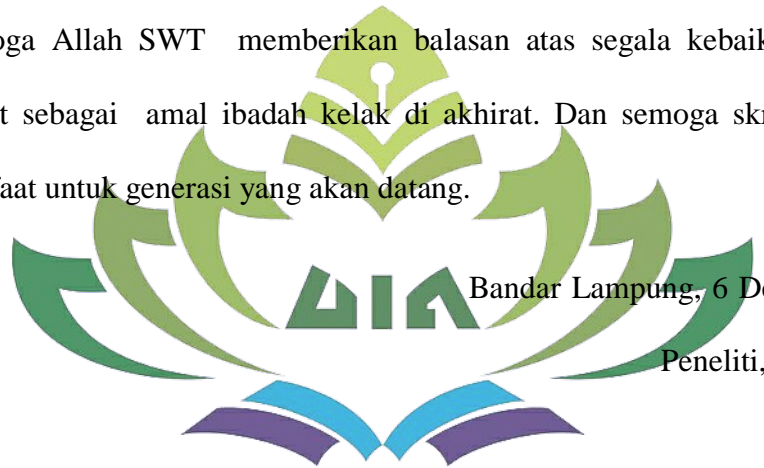 oga Allah SWT memberikan balasan atas segala kebaik
t sebagai amal ibadah kelak di akhirat. Dan semoga skr
faat untuk generasi yang akan datang.
UIN
Bandar Lampung, 6 De
Peneliti,